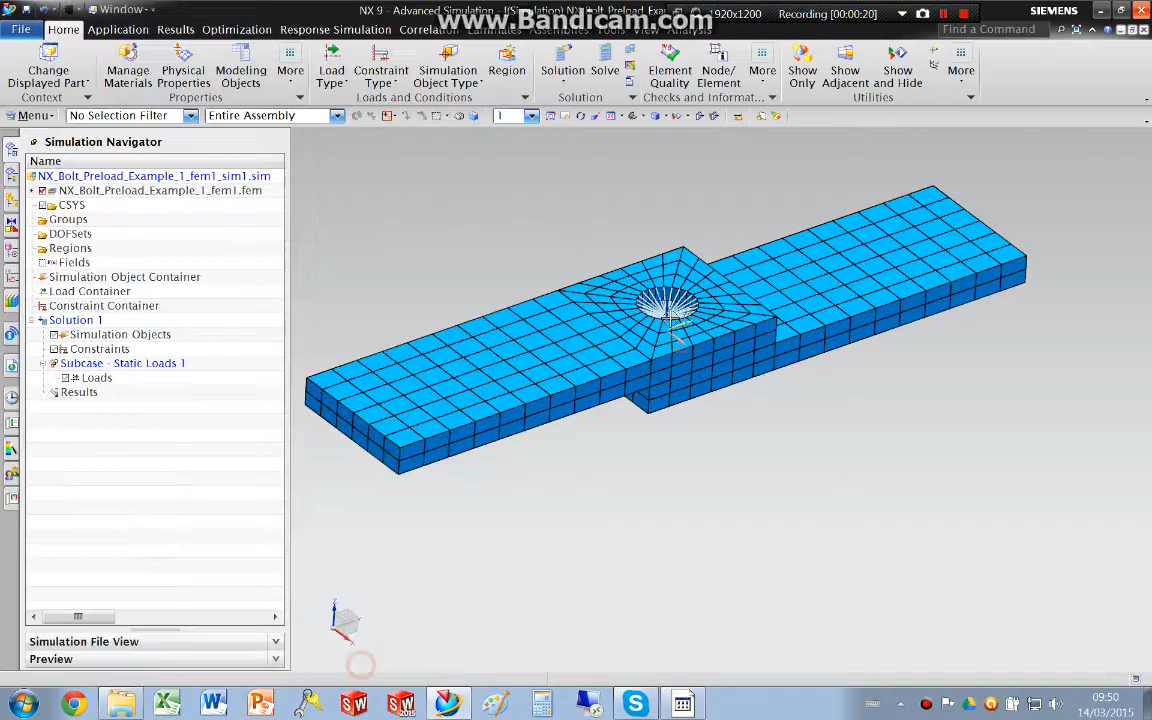 Window
NX 9 - Advanced Simulation - [(Simulation) NX_Bolt_Preload_Exa
www.Bandicam.com
1920x1200
Recording [00:00:20]
SIEMENS
File
Home
Application
Results
Optimization
Response Simulation
Correlation
Laminates
Assemblies
Tools
View
Analysis
Find a Command
Change
Displayed Part
Manage
Materials
Physical
Properties
Modeling
Objects
More
Load
Type
Constraint
Type
Simulation
Object Type
Region
Solution
Solve
Element
Quality
Node/
Element
More
Show
Only
Show
Adjacent
Show
and Hide
More
Context
Properties
Loads and Conditions
Solution
Checks and Informat...
Utilities
Menu
No Selection Filter
Entire Assembly
1
Simulation Navigator
Name
NX_Bolt_Preload_Example_1_fem1_sim1.sim
NX_Bolt_Preload_Example_1_fem1.fem
CSYS
Groups
DOFSets
Regions
Fields
Simulation Object Container
Load Container
Constraint Container
Solution 1
Simulation Objects
Constraints
Subcase - Static Loads 1
Loads
Results
Simulation File View
Preview
09:50
14/03/2015